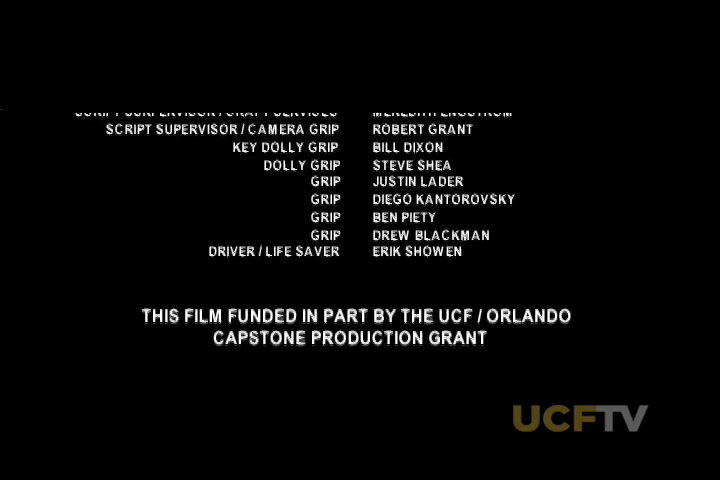 SCRIPT SUPERVISOR / CAMERA GRIP ROBERT GRANT
KEY DOLLY GRIP BILL DIXON
DOLLY GRIP STEVE SHEA
GRIP JUSTIN LADER
GRIP DIEGO KANTOROVSKY
GRIP BEN PIETY
GRIP DREW BLACKMAN
DRIVER / LIFE SAVER ERIK SHOWEN
THIS FILM FUNDED IN PART BY THE UCF / ORLANDO
CAPSTONE PRODUCTION GRANT
UCFTV